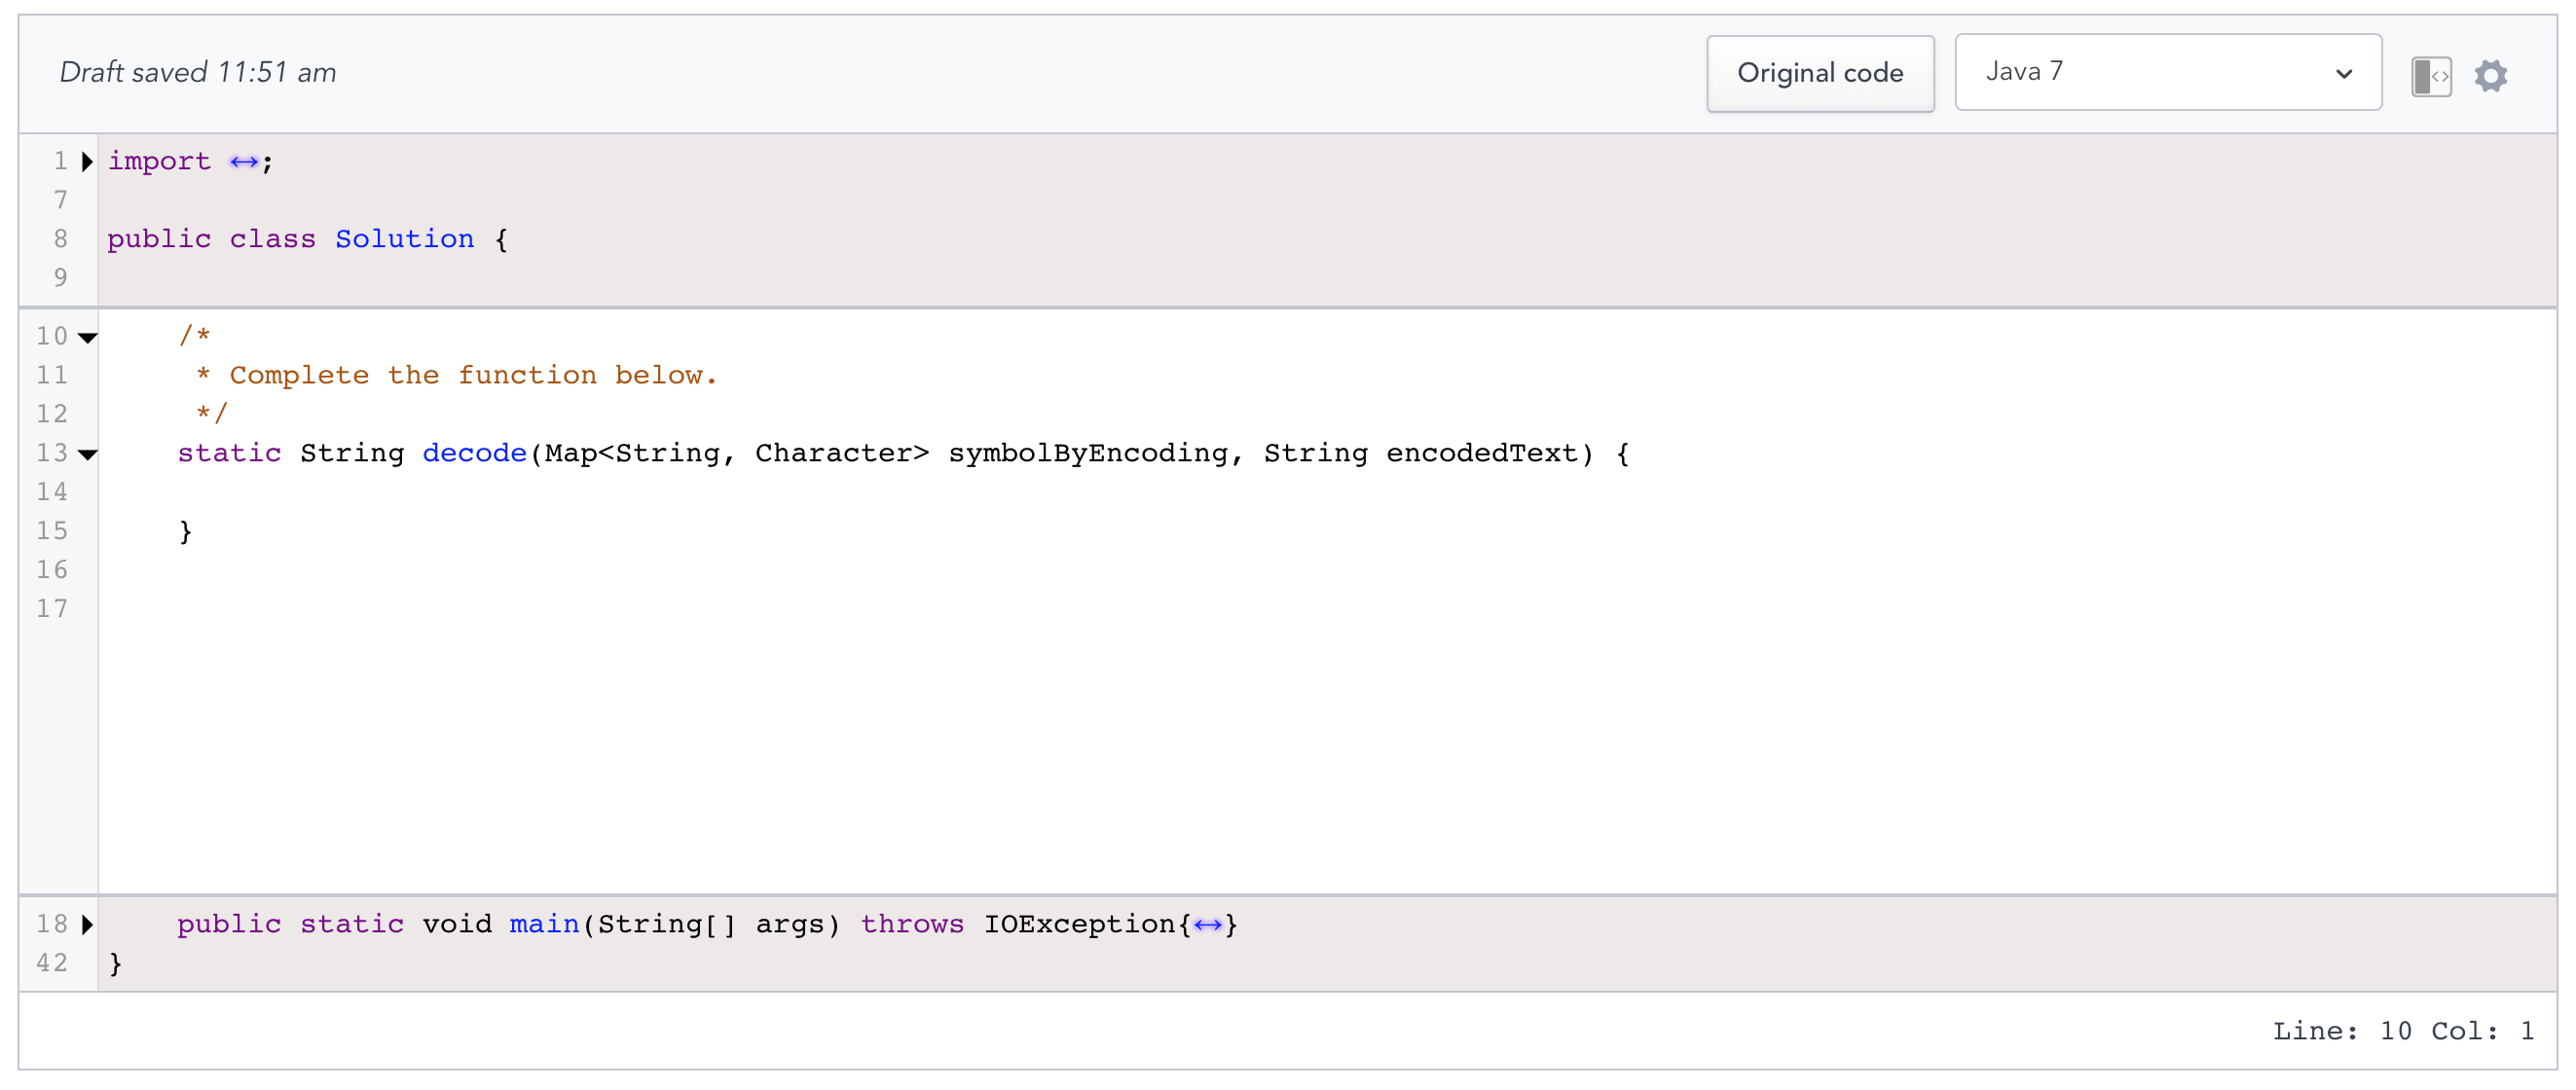 Draft saved 11:51 am
Original code
Java 7
1 import ↔;
7
8 public class Solution {
9
10 /*
11 * Complete the function below.
12 */
13 static String decode(Map<String, Character> symbolByEncoding, String encodedText) {
14
15 }
16
17
18 public static void main(String[] args) throws IOException{↔}
42 }
Line: 10 Col: 1